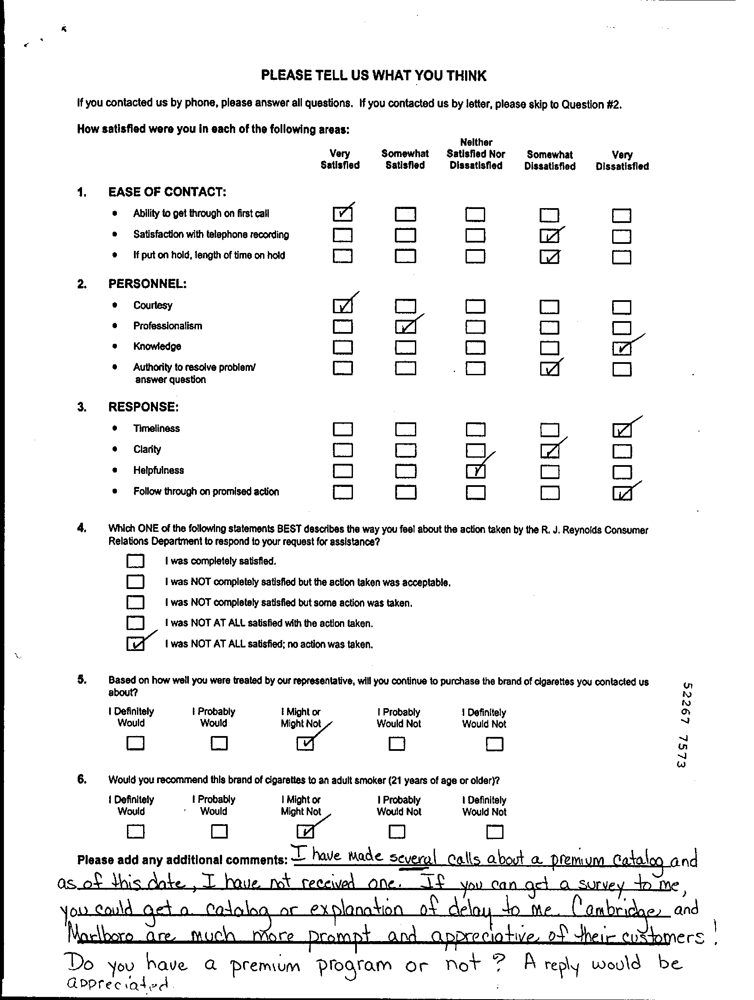 PLEASE TELL US WHAT YOU THINK
If you contacted us by phone, please answer all questions. If you contacted us by letter, please skip to Question #2.
How satisfied were you in each of the following areas:
Very Satisfied Somewhat Satisfied Neither Satisfied Nor Dissatisfied Somewhat Dissatisfied Very Dissatisfied
1. EASE OF CONTACT:
• Ability to get through on first call
• Satisfaction with telephone recording
• If put on hold, length of time on hold
2. PERSONNEL:
• Courtesy
• Professionalism
• Knowledge
• Authority to resolve problem/
answer question
3. RESPONSE:
• Timeliness
• Clarity
• Helpfulness
• Follow through on promised action
4. Which ONE of the following statements BEST describes the way you feel about the action taken by the R. J. Reynolds Consumer
Relations Department to respond to your request for assistance?
I was completely satisfied.
I was NOT completely satisfied but the action taken was acceptable.
I was NOT completely satisfied but some action was taken.
I was NOT AT ALL satisfied with the action taken.
I was NOT AT ALL satisfied; no action was taken.
5. Based on how well you were treated by our representative, will you continue to purchase the brand of cigarettes you contacted us
about?
I Definitely Would I Probably Would I Might or Might Not I Probably Would Not I Definitely Would Not
6. Would you recommend this brand of cigarettes to an adult smoker (21 years of age or older)?
I Definitely Would I Probably Would I Might or Might Not I Probably Would Not I Definitely Would Not
Please add any additional comments: I have made several calls about a premium catalog and
as of this date, I have not received one. If you can get a survey to me,
you could get a catalog or explanation of delay to me. Cambridge and
Marlboro are much more prompt and appreciative of their customers!
Do you have a premium program or not? A reply would be
appreciated.
52267 7573